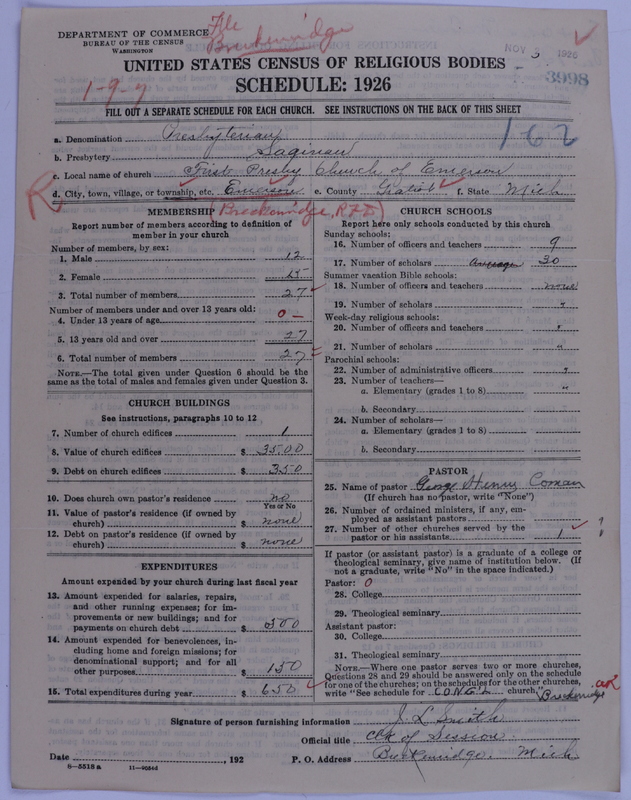 File
Breckenridge
DEPARTMENT OF COMMERCE
BUREAU OF THE CENSUS
WASHINGTON
NOV 3 1926
3998
UNITED STATES CENSUS OF RELIGIOUS BODIES
SCHEDULE: 1926
1-9-7
FILL OUT A SEPARATE SCHEDULE FOR EACH CHURCH. SEE INSTRUCTIONS ON THE BACK OF THIS SHEET
162
a. Denomination Presbyterian
b. Presbytery Saginaw
c. Local name of church First Presby Church of Emerson
R d. City, town, village, or township, etc. Emerson e. County Gratiot f. State Mich
Breckenridge, RFD
MEMBERSHIP
Report number of members according to definition of
member in your church
Number of members, by sex:
1. Male 12
2. Female 15
3. Total number of members 27
Number of members under and over 13 years old:
4. Under 13 years of age 0 —
5. 13 years old and over 27
6. Total number of members 27
NOTE.—The total given under Question 6 should be
same as the total of males and females given under Question 3.
CHURCH BUILDINGS
See instructions, paragraphs 10 to 12
7. Number of church edifices 1
8. Value of church edifices $ 3500
9. Debt on church edifices $ 350
10. Does church own pastor's residence no
Yes or No
11. Value of pastor's residence (if owned by
church) $ none
12. Debt on pastor's residence (if owned by
church) $ none
EXPENDITURES
Amount expended by your church during last fiscal year
13. Amount expended for salaries, repairs,
and other running expenses; for im-
provements or new buildings; and for
payments on church debt $ 500
14. Amount expended for benevolences, in-
cluding home and foreign missions; for
denominational support; and for all
other purposes $ 150
15. Total expenditures during year $ 650
CHURCH SCHOOLS
Report here only schools conducted by this church
Sunday schools:
16. Number of officers and teachers 9
17. Number of scholars Average 30
Summer vacation Bible schools:
18. Number of officers and teachers none
19. Number of scholars "
Week-day religious schools:
20. Number of officers and teachers "
21. Number of scholars "
Parochial schools:
22. Number of administrative officers "
23. Number of teachers—
a. Elementary (grades 1 to 8) "
b. Secondary
24. Number of scholars—
a. Elementary (grades 1 to 8)
b. Secondary
PASTOR
25. Name of pastor George Henry Coman
(If church has no pastor, write "None")
26. Number of ordained ministers, if any, em-
ployed as assistant pastors
27. Number of other churches served by the
pastor or his assistants 1
If pastor (or assistant pastor) is a graduate of a college or
theological seminary, give name of institution below. (If
not a graduate, write "No" in the space indicated.)
Pastor: 0
28. College
29. Theological seminary
Assistant pastor:
30. College
31. Theological seminary
NOTE.—Where one pastor serves two or more churches,
Questions 28 and 29 should be answered only on the schedule
for one of the churches; on the schedules for the other churches,
write "See schedule for CONG'L church," Breckenridge
Signature of person furnishing information J. L. Smith
Official title Clk of Session
Date , 192 P. O. Address Breckenridge Mich
6—5518 a